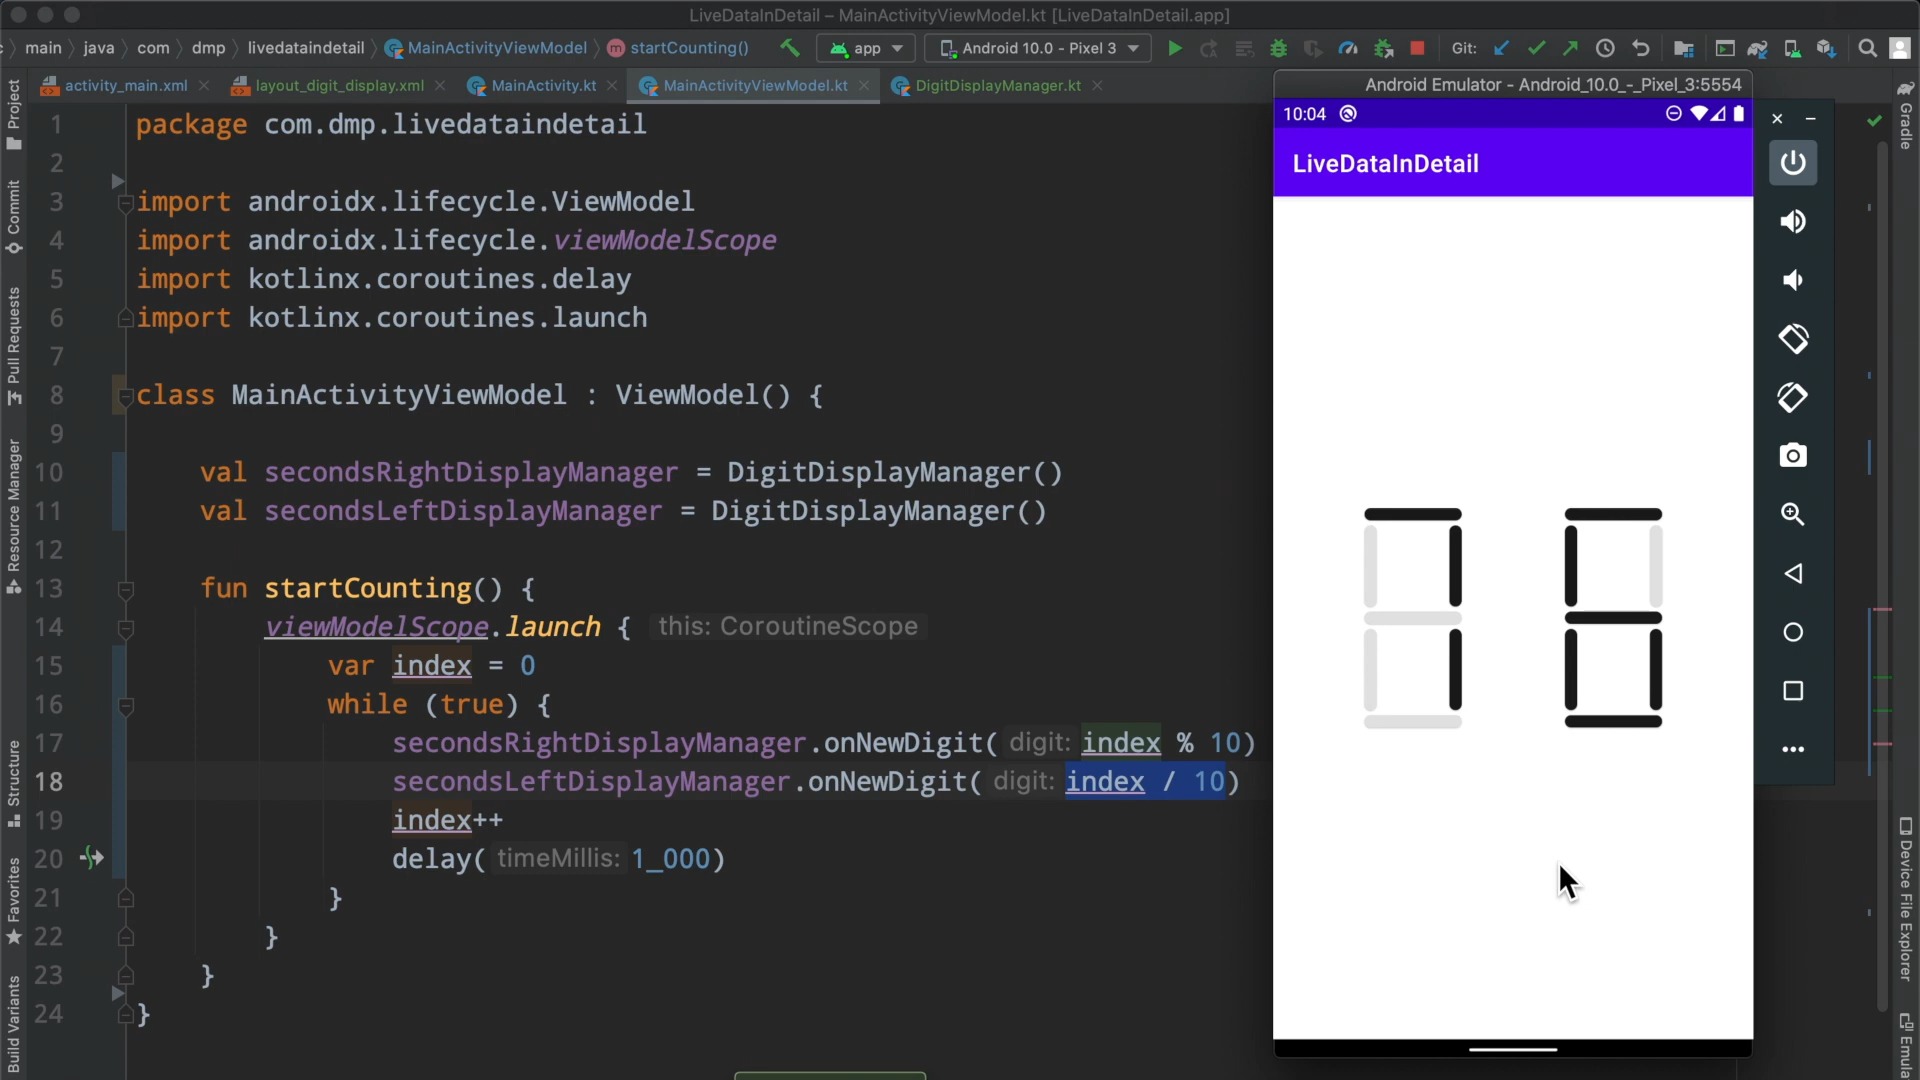 LiveDataInDetail – MainActivityViewModel.kt [LiveDataInDetail.app]
main java com dmp livedataindetail MainActivityViewModel startCounting() app Android 10.0 - Pixel 3 Git:
activity_main.xml layout_digit_display.xml MainActivity.kt MainActivityViewModel.kt DigitDisplayManager.kt
Project
Commit
Pull Requests
Resource Manager
Structure
Favorites
Build Variants
1 package com.dmp.livedataindetail
2
3 import androidx.lifecycle.ViewModel
4 import androidx.lifecycle.viewModelScope
5 import kotlinx.coroutines.delay
6 import kotlinx.coroutines.launch
7
8 class MainActivityViewModel : ViewModel() {
9
10 val secondsRightDisplayManager = DigitDisplayManager()
11 val secondsLeftDisplayManager = DigitDisplayManager()
12
13 fun startCounting() {
14 viewModelScope.launch { this: CoroutineScope
15 var index = 0
16 while (true) {
17 secondsRightDisplayManager.onNewDigit( digit: index % 10)
18 secondsLeftDisplayManager.onNewDigit( digit: index / 10)
19 index++
20 delay( timeMillis: 1_000)
21 }
22 }
23 }
24 }
Android Emulator - Android_10.0_-_Pixel_3:5554
10:04
LiveDataInDetail
76
Gradle
Device File Explorer